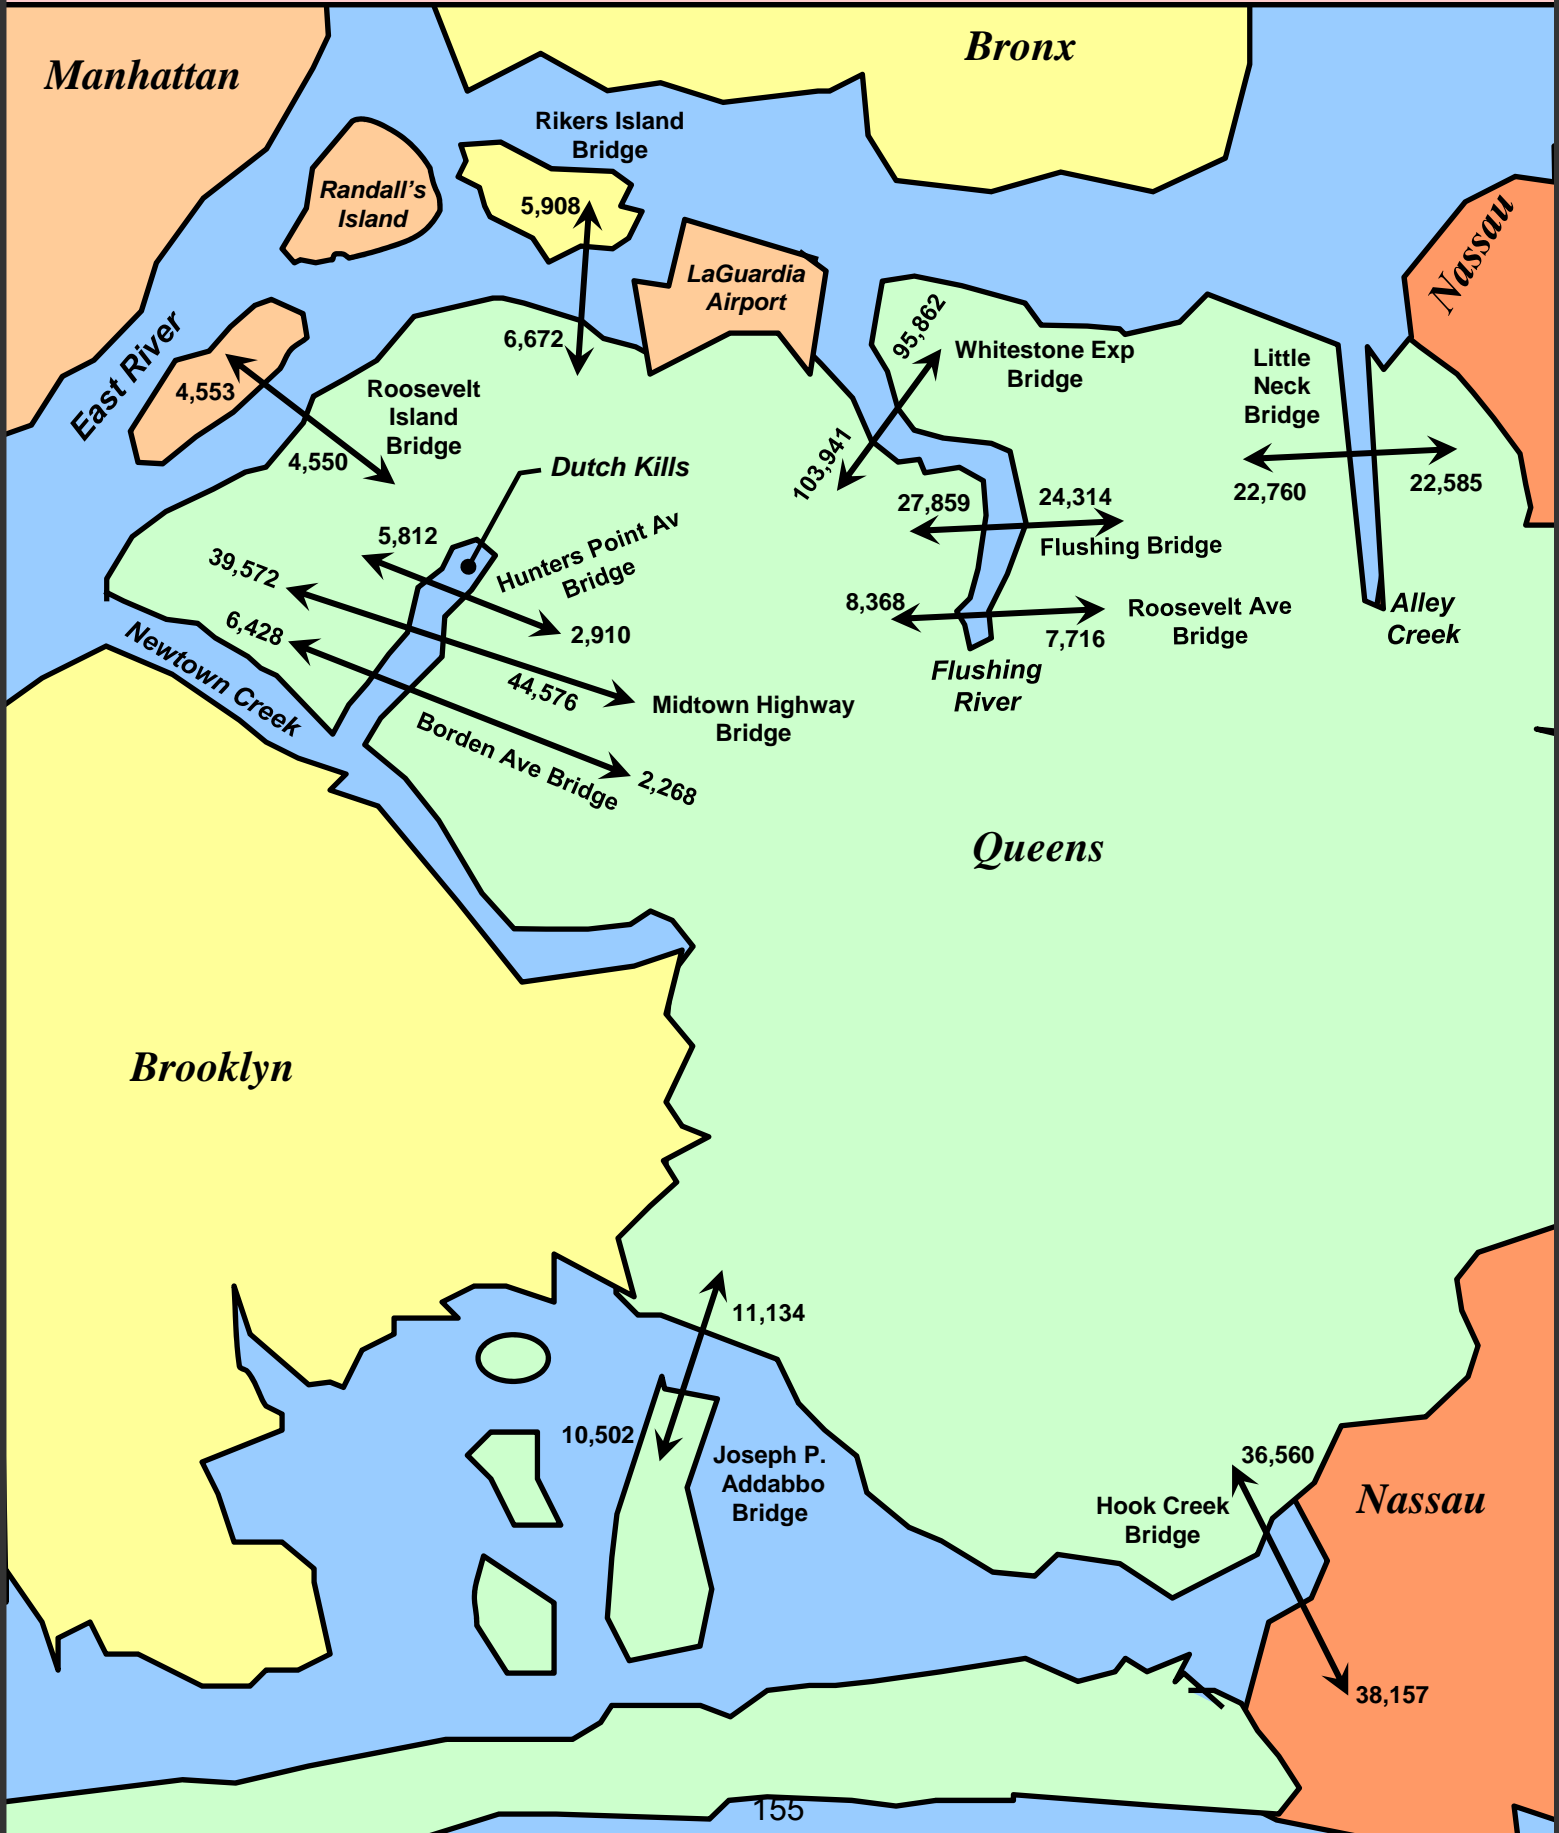 Manhattan
Bronx
Rikers Island
Bridge
Randall's
Island
5,908
Nassau
LaGuardia
Airport
6,672
95,862
Whitestone Exp
Bridge
Little
Neck
Bridge
East River
4,553
Roosevelt
Island
Bridge
4,550
103,941
Dutch Kills
22,760
22,585
27,859
24,314
Flushing Bridge
5,812
Hunters Point Av
Bridge
39,572
6,428
2,910
8,368
7,716
Roosevelt Ave
Bridge
Alley
Creek
Newtown Creek
Flushing
River
44,576
Midtown Highway
Bridge
Borden Ave Bridge
2,268
Queens
Brooklyn
11,134
10,502
Joseph P.
Addabbo
Bridge
36,560
Hook Creek
Bridge
Nassau
38,157
155